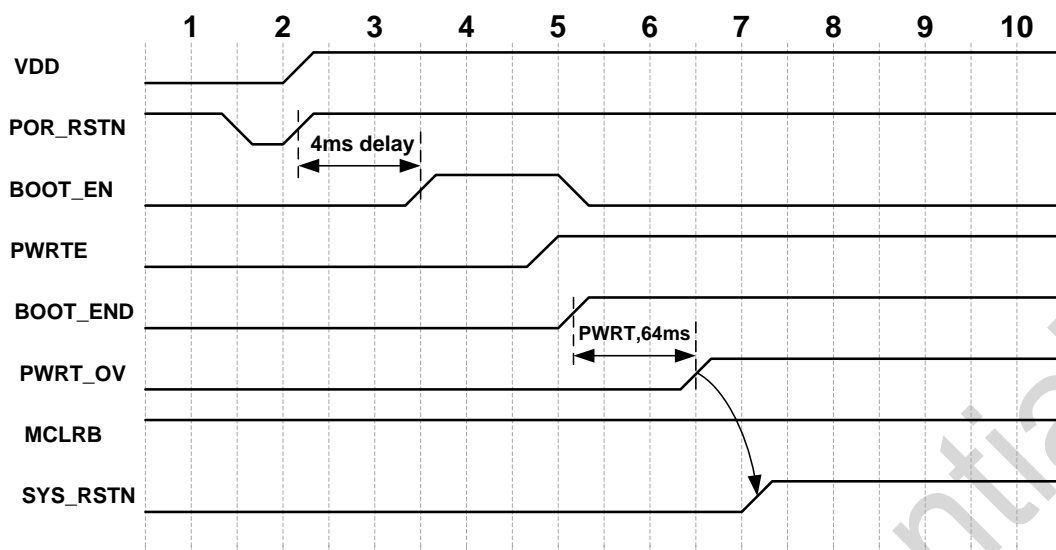 1 2 3 4 5 6 7 8 9 10
VDD
POR_RSTN
4ms delay
BOOT_EN
PWRTE
BOOT_END
PWRT,64ms
PWRT_OV
MCLRB
SYS_RSTN